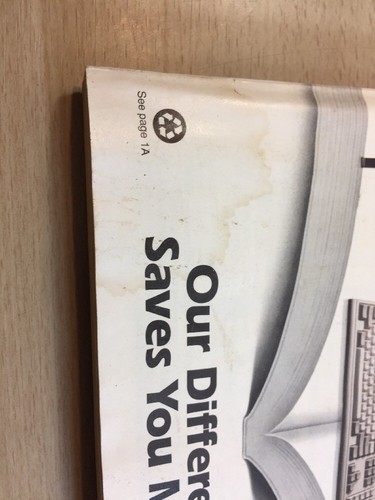 See page 1A
Our Differe
Saves You